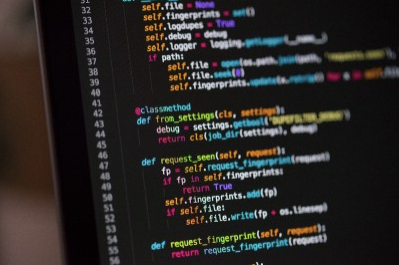 31
32 self.file = None
33 self.fingerprints = set()
34 self.logdupes = True
35 self.debug = debug
36 self.logger = logging.getLogger(__name__)
37 if path:
38 self.file = open(os.path.join(path,
39 self.file.seek(0)
40 self.fingerprints.update(
41
42 @classmethod
43 def from_settings(cls, settings):
44 debug = settings.getbool(
45 return cls(job_dir(settings), debug)
46
47 def request_seen(self, request):
48 fp = self.request_fingerprint(request)
49 if fp in self.fingerprints:
50 return True
51 self.fingerprints.add(fp)
52 if self.file:
53 self.file.write(fp + os.linesep)
54
55 def request_fingerprint(self, request):
56 return request_fingerprint(request)